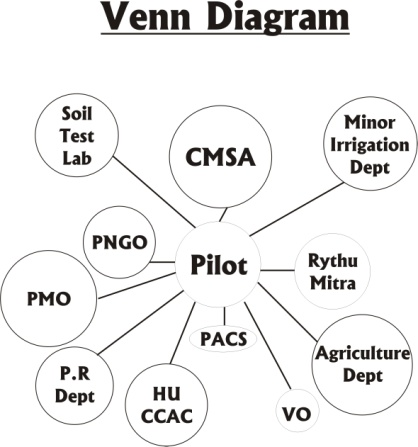 Venn Diagram
Soil
Test
Lab
CMSA
Minor
Irrigation
Dept
PNGO
Pilot
Rythu
Mitra
PMO
PACS
Agriculture
Dept
P.R
Dept
HU
CCAC
VO